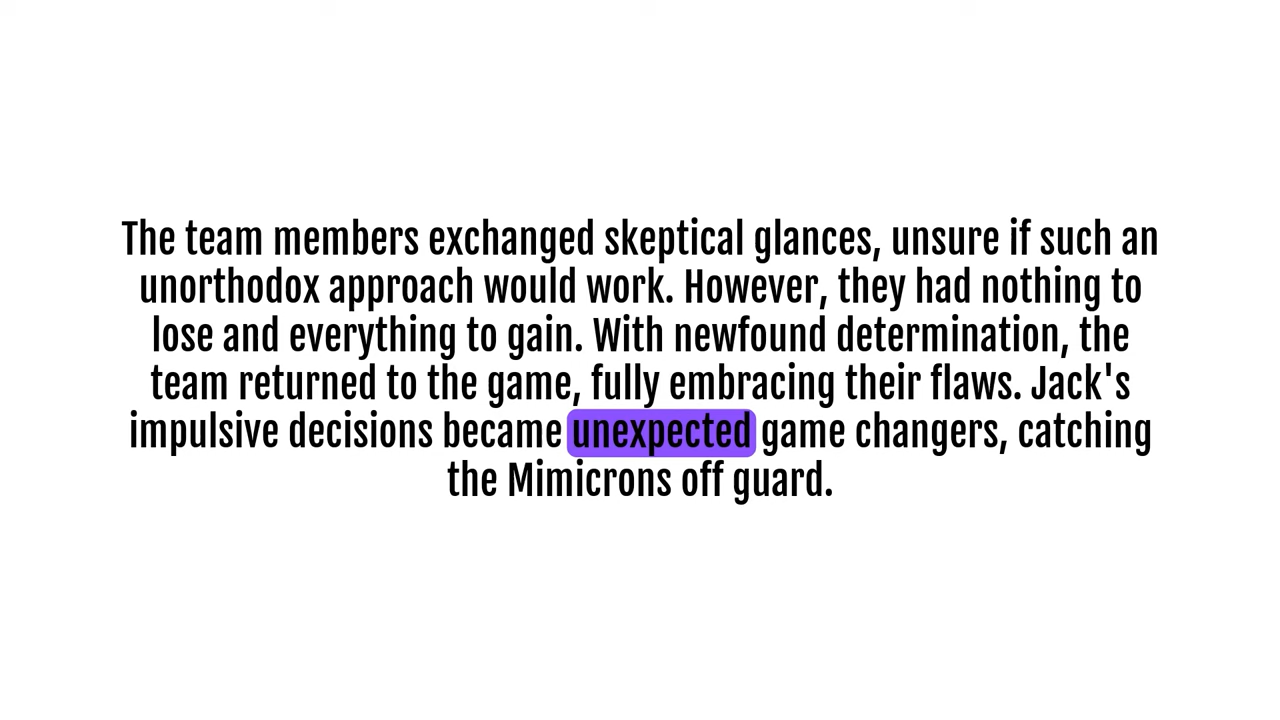 The team members exchanged skeptical glances, unsure if such an
unorthodox approach would work. However, they had nothing to
lose and everything to gain. With newfound determination, the
team returned to the game, fully embracing their flaws. Jack's
impulsive decisions became unexpected game changers, catching
the Mimicrons off guard.